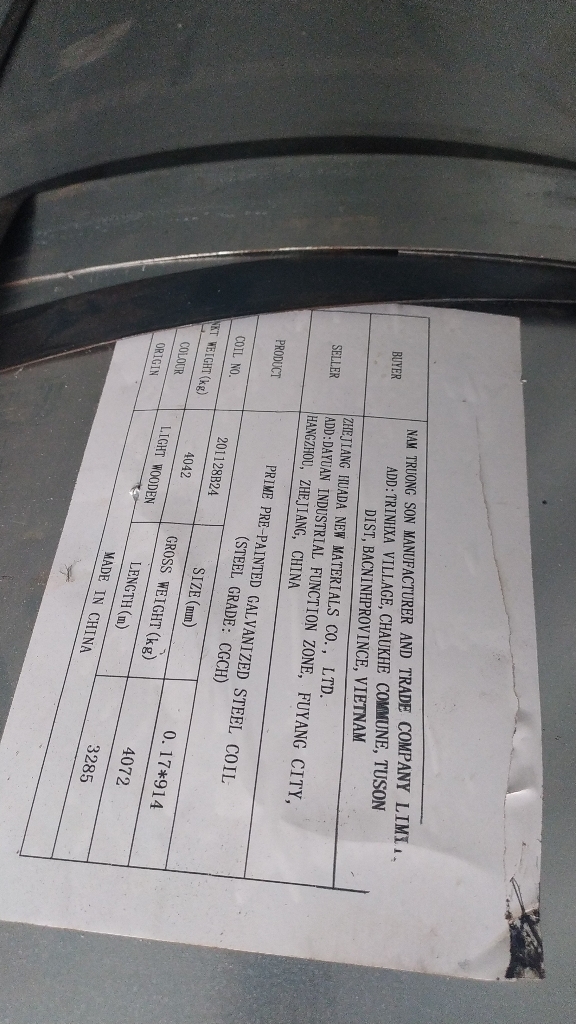 BUYER
NAM TRUONG SON MANUFACTURER AND TRADE COMPANY
ADD:TRINHXA VILLAGE, CHAUKHE COMMUNE, TUSON
DIST, BACNINHPROVINCE, VIETNAM
SELLER
ZHEJIANG HUADA NEW MATERIALS CO., LTD.
ADD:DAYUAN INDUSTRIAL FUNCTION ZONE, FUYANG CITY,
HANGZHOU, ZHEJIANG, CHINA
PRODUCT
PRIME PRE-PAINTED GALVANIZED STEEL COIL
(STEEL GRADE: CGCH)
COIL NO. 201128B24 SIZE(mm) 0.17*914
WEIGHT(kg) 4042 GROSS WEIGHT(kg) 4072
COLOUR LIGHT WOODEN LENGTH(m) 3285
ORIGIN MADE IN CHINA